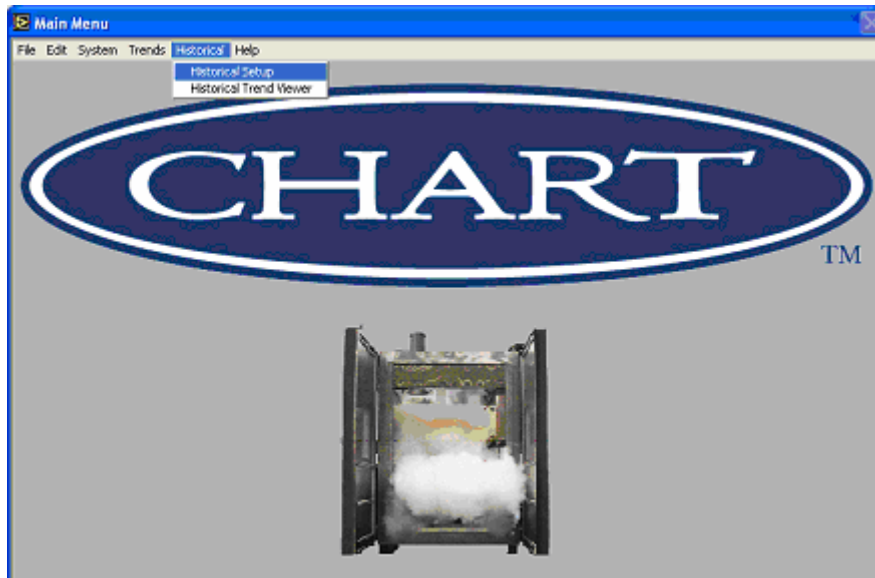 Main Menu
File Edit System Trends Historical Help
Historical Setup
Historical Trend Viewer
CHART
TM